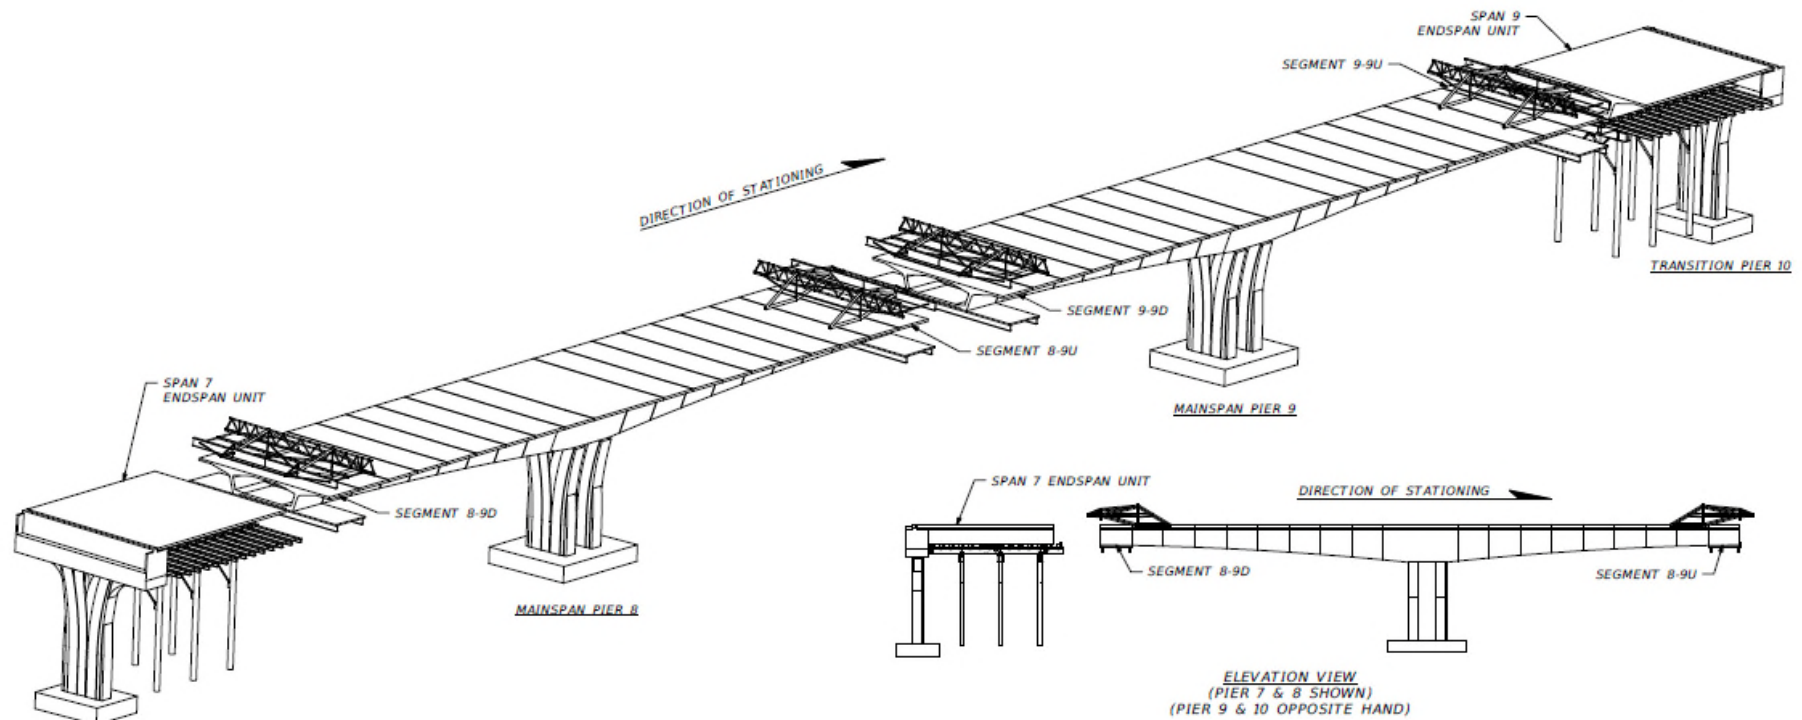 SPAN 9
ENDSPAN UNIT
SEGMENT 9-9U
DIRECTION OF STATIONING
TRANSITION PIER 10
SEGMENT 9-9D
SEGMENT 8-9U
SPAN 7
ENDSPAN UNIT
MAINSPAN PIER 9
SEGMENT 8-9D
MAINSPAN PIER 8
SPAN 7 ENDSPAN UNIT
DIRECTION OF STATIONING
SEGMENT 8-9D
SEGMENT 8-9U
ELEVATION VIEW
(PIER 7 & 8 SHOWN)
(PIER 9 & 10 OPPOSITE HAND)